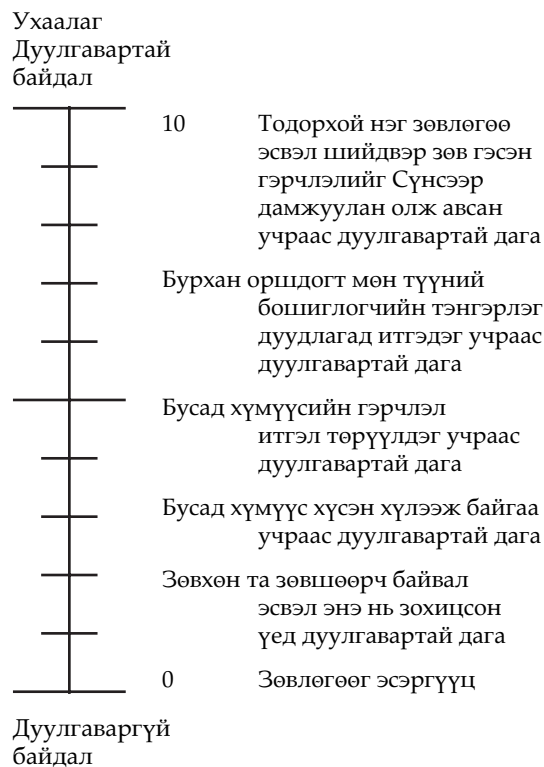 Ухаалаг
Дуулгавартай
байдал
10 Тодорхой нэг зөвлөгөө
эсвэл шийдвэр зөв гэсэн
гэрчлэлийг Сүнсээр
дамжуулан олж авсан
учраас дуулгавартай дага
Бурхан оршдогт мөн түүний
бошиглогчийн тэнгэрлэг
дуудлагад итгэдэг учраас
дуулгавартай дага
Бусад хүмүүсийн гэрчлэл
итгэл төрүүлдэг учраас
дуулгавартай дага
Бусад хүмүүс хүсэн хүлээж байгаа
учраас дуулгавартай дага
Зөвхөн та зөвшөөрч байвал
эсвэл энэ нь зохицсон
үед дуулгавартай дага
0 Зөвлөгөөг эсэргүүц
Дуулгаваргүй
байдал